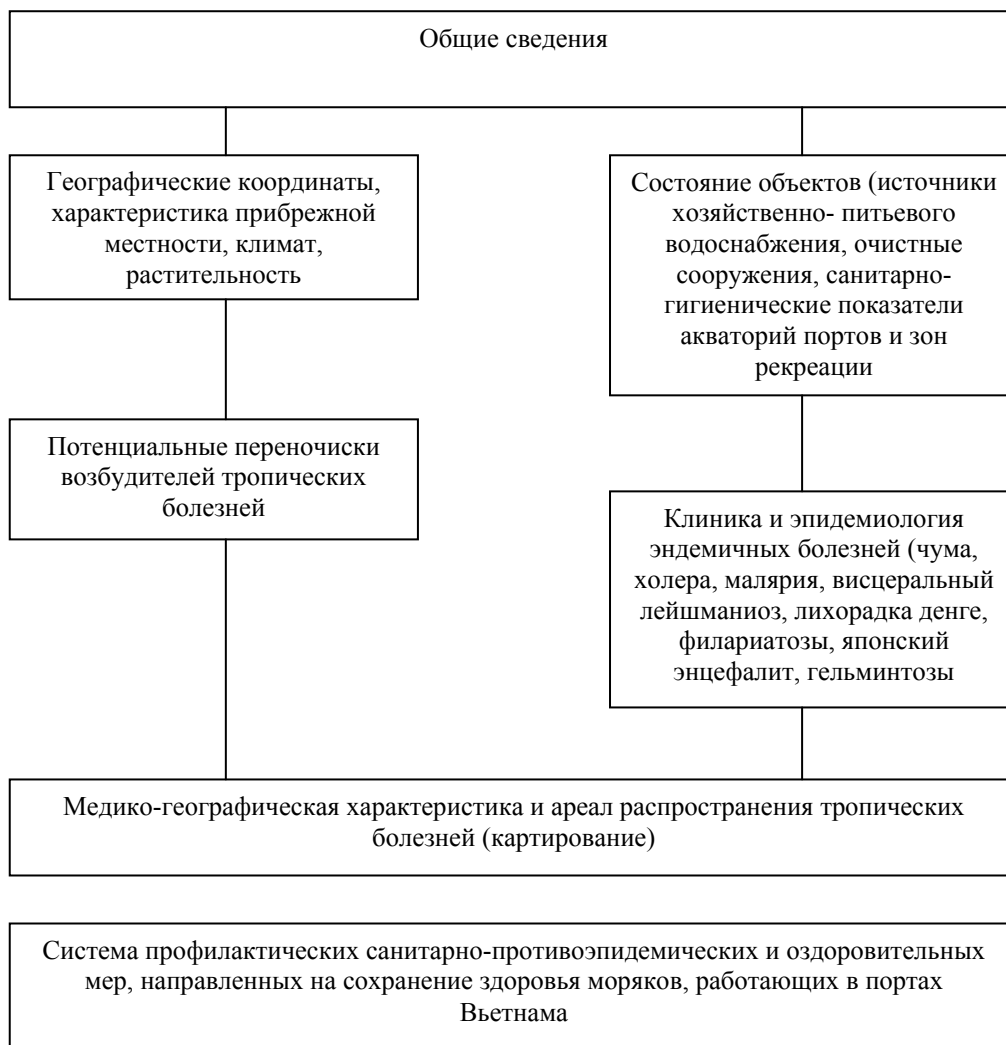 Общие сведения
Географические координаты,
характеристика прибрежной
местности, климат,
растительность
Состояние объектов (источники
хозяйственно- питьевого
водоснабжения, очистные
сооружения, санитарно-
гигиенические показатели
акваторий портов и зон
рекреации
Потенциальные переночиски
возбудителей тропических
болезней
Клиника и эпидемиология
эндемичных болезней (чума,
холера, малярия, висцеральный
лейшманиоз, лихорадка денге,
филариатозы, японский
энцефалит, гельминтозы
Медико-географическая характеристика и ареал распространения тропических
болезней (картирование)
Система профилактических санитарно-противоэпидемических и оздоровительных
мер, направленных на сохранение здоровья моряков, работающих в портах
Вьетнама